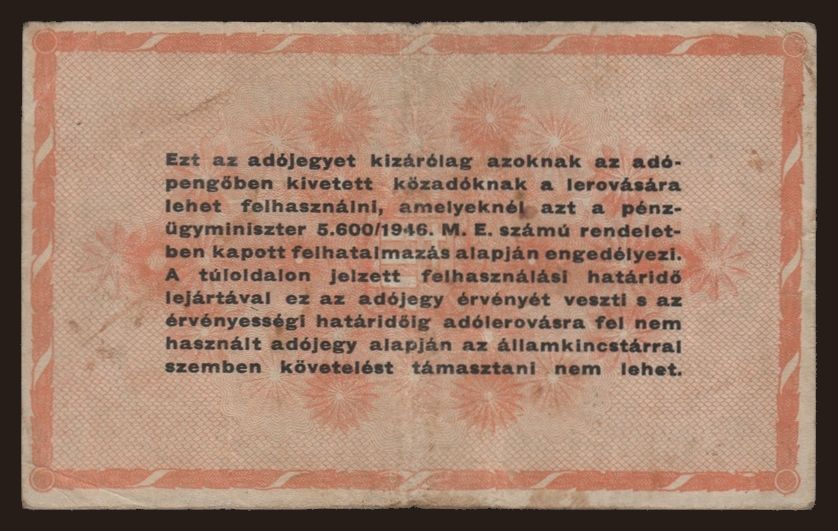 Ezt az adójegyet kizárólag azoknak az adó-
pengőben kivetett közadóknak a lerovására
lehet felhasználni, amelyeknél azt a pénz-
ügyminiszter 5.600/1946. M. E. számú rendelet-
ben kapott felhatalmazás alapján engedélyezi.
A túloldalon jelzett felhasználási határidő
lejártával ez az adójegy érvényét veszti s az
érvényességi határidőig adólerovásra fel nem
használt adójegy alapján az államkincstárral
szemben követelést támasztani nem lehet.